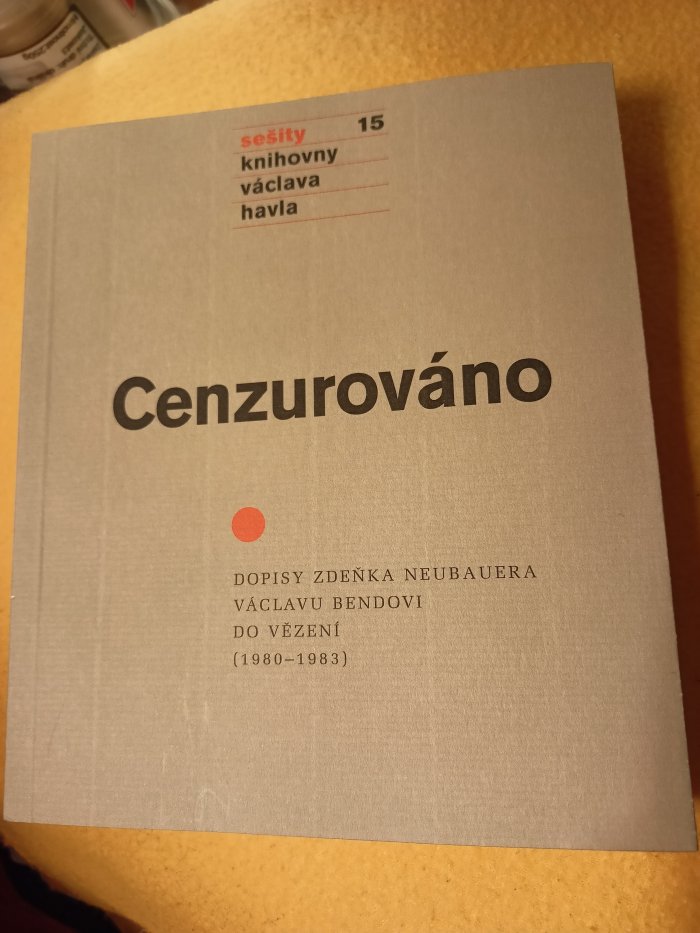 sešity 15
knihovny
václava
havla
Cenzurováno
DOPISY ZDEŇKA NEUBAUERA
VÁCLAVU BENDOVI
DO VĚZENÍ
(1980–1983)